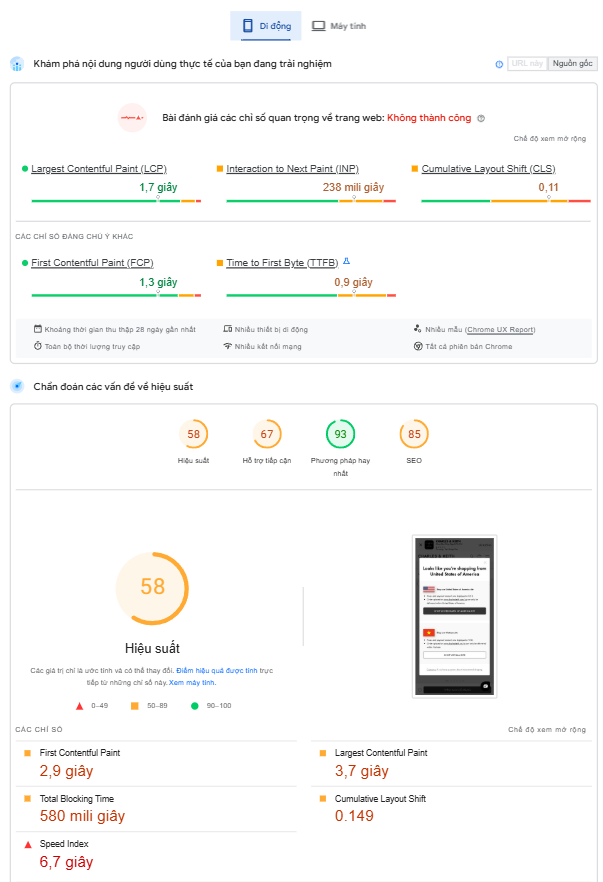 Di động
Máy tính
Khám phá nội dung người dùng thực tế của bạn đang trải nghiệm
URL này
Nguồn gốc
Bài đánh giá các chỉ số quan trọng về trang web: Không thành công
Chế độ xem mở rộng
Largest Contentful Paint (LCP)
1,7 giây
Interaction to Next Paint (INP)
238 mili giây
Cumulative Layout Shift (CLS)
0,11
CÁC CHỈ SỐ ĐÁNG CHÚ Ý KHÁC
First Contentful Paint (FCP)
1,3 giây
Time to First Byte (TTFB)
0,9 giây
Khoảng thời gian thu thập 28 ngày gần nhất
Nhiều thiết bị di động
Nhiều mẫu (Chrome UX Report)
Toàn bộ thời lượng truy cập
Nhiều kết nối mạng
Tất cả phiên bản Chrome
Chẩn đoán các vấn đề về hiệu suất
58
Hiệu suất
67
Hỗ trợ tiếp cận
93
Phương pháp hay
nhất
85
SEO
58
Hiệu suất
Các giá trị chỉ là ước tính và có thể thay đổi. Điểm hiệu quả được tính trực
tiếp từ những chỉ số này. Xem máy tính.
0–49
50–89
90–100
Looks like you're shopping from
United States of America
CÁC CHỈ SỐ
Chế độ xem mở rộng
First Contentful Paint
2,9 giây
Largest Contentful Paint
3,7 giây
Total Blocking Time
580 mili giây
Cumulative Layout Shift
0.149
Speed Index
6,7 giây